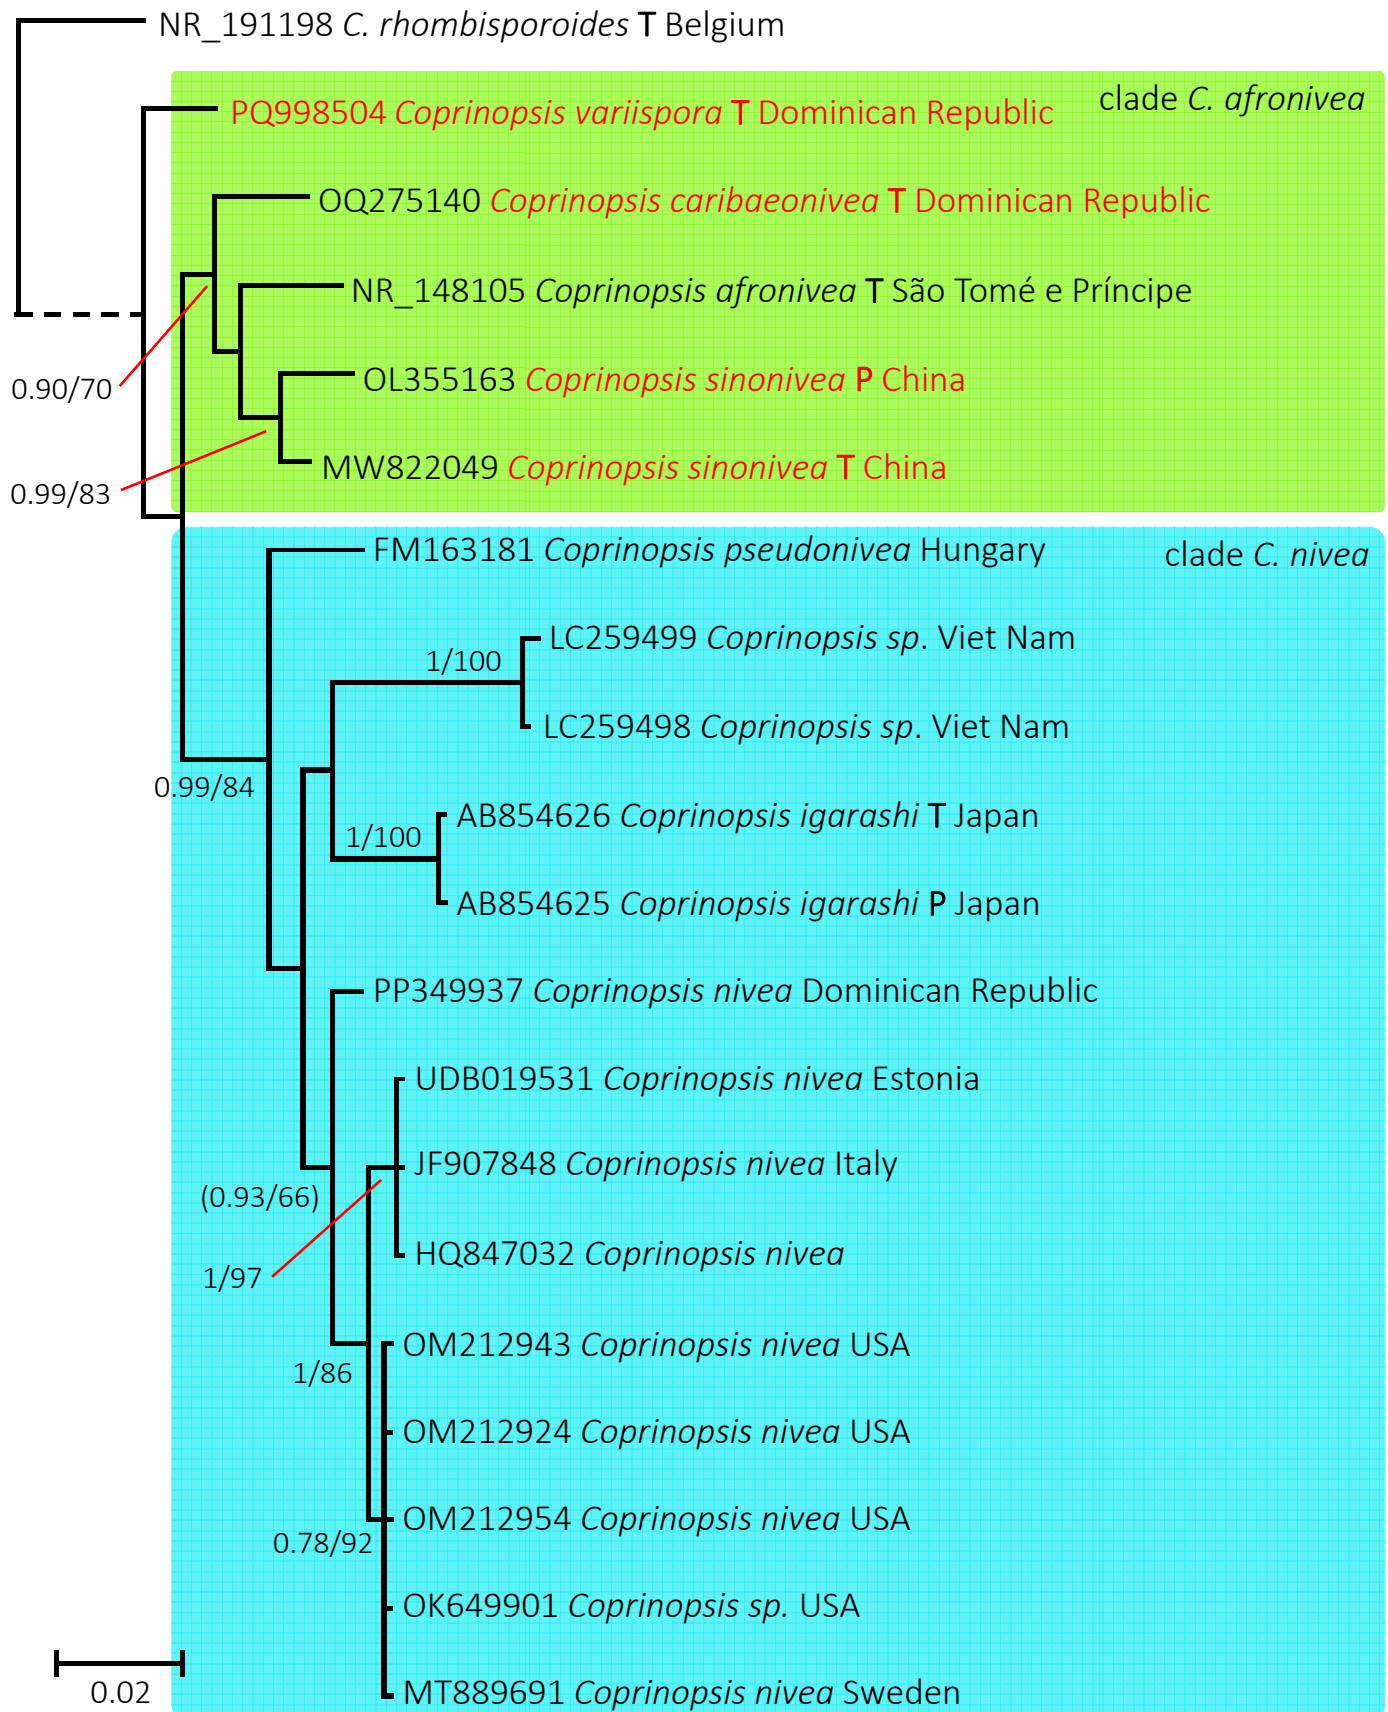 NR_191198 C. rhombisporoides T Belgium
clade C. afronivea
PQ998504 Coprinopsis variispora T Dominican Republic
OQ275140 Coprinopsis caribaeonivea T Dominican Republic
NR_148105 Coprinopsis afronivea T São Tomé e Príncipe
0.90/70
OL355163 Coprinopsis sinonivea P China
MW822049 Coprinopsis sinonivea T China
0.99/83
FM163181 Coprinopsis pseudonivea Hungary
clade C. nivea
LC259499 Coprinopsis sp. Viet Nam
1/100
LC259498 Coprinopsis sp. Viet Nam
0.99/84
AB854626 Coprinopsis igarashi T Japan
1/100
AB854625 Coprinopsis igarashi P Japan
PP349937 Coprinopsis nivea Dominican Republic
UDB019531 Coprinopsis nivea Estonia
JF907848 Coprinopsis nivea Italy
(0.93/66)
HQ847032 Coprinopsis nivea
1/97
OM212943 Coprinopsis nivea USA
1/86
OM212924 Coprinopsis nivea USA
OM212954 Coprinopsis nivea USA
0.78/92
OK649901 Coprinopsis sp. USA
MT889691 Coprinopsis nivea Sweden
0.02